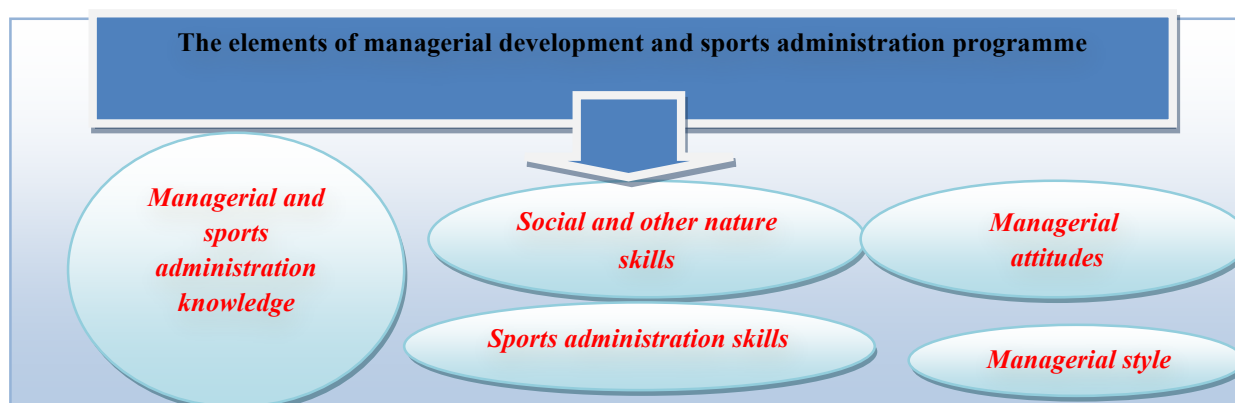 The elements of managerial development and sports administration programme
Managerial and
sports
administration
knowledge
Social and other nature
skills
Managerial
attitudes
Sports administration skills
Managerial style